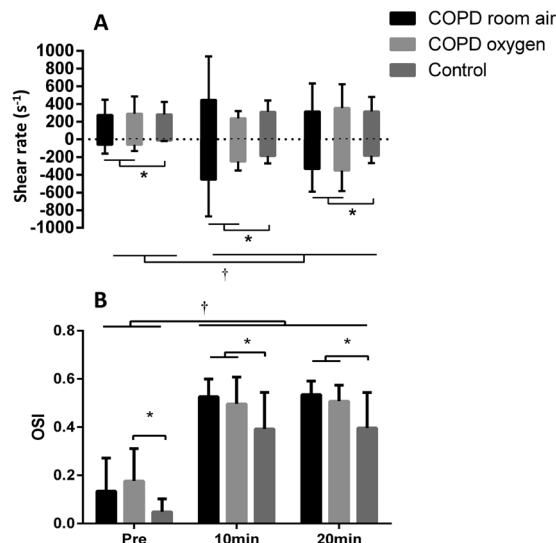 A
COPD room air
COPD oxygen
Control
Shear rate (s-1)
1000
800
600
400
200
0
-200
-400
-600
-800
-1000
*
*
*
†
B
†
OSI
0.8
0.6
0.4
0.2
0.0
*
*
*
Pre
10min
20min